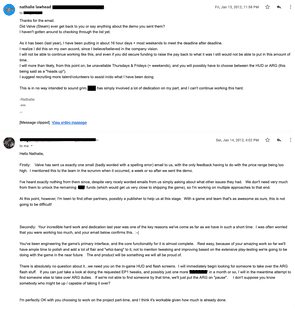 nathalie lawhead
to
Fri, Jan 13, 2012, 11:38 PM
Thanks for the email.
Did Valve (Steam) ever get back to you or say anything about the demo you sent them?
I haven't gotten around to checking through the list yet.
As it has been (last year), I have been putting in about 16 hour days + most weekends to meet the deadline after deadline.
I realize I did this on my own accord, since I believe/believed in the company vision.
I will not be able to continue working like this, and even if you did secure funding to raise the pay back to what it was I still would not be able to put in this amount of
time.
I will more than likely, from this point on, be unavailable Thursdays & Fridays (+ weekends), and you will possibly have to choose between the HUD or ARG (this
being said as a "heads up").
I suggest recruiting more talent/volunteers to assist
This is in no way intended to sound grim, has simply involved a lot of dedication on my part, and I can't continue working this hard.
-Nathalie
[Message clipped] View entire message
to me
Sat, Jan 14, 2012, 4:02 PM
Hello Nathalie,
Firstly: Valve has sent us exactly one small (badly worded with a spelling error) email to us, with the only feedback having to do with the price range being too
high. I mentioned this to the team in the scrumm when it occurred, a week or so after we sent the demo.
I've heard exactly nothing from them since, despite very nicely worded emails from us simply asking about what other issues they had. We don't need very much
from them to unlock the remaining funds (which would get us very close to shipping the game), so I'm working on multiple approaches to that end.
At this point, however, I'm keen to find other partners, possibly a publisher to help us at this stage. With a game and team that's as awesome as ours, this is not
going to be difficult!
Secondly: Your incredible hard work and dedication last year was one of the key reasons we've come as far as we have in such a short time. I was often worried
that you were working too much, and your email below confirms this. :-(
You've been engineering the game's primary interface, and the core functionality for it is almost complete. Rest easy, because of your amazing work so far we'll
have ample time to polish and add a lot of flair and "whiz-bang" to it, not to mention tweaking and improving based on the extensive play-testing we're going to be
doing with the game in the near future. The end product will be something we will all be proud of.
There is absolutely no question about it...we need you on the in-game HUD and flash screens. I will immediately begin looking for someone to take over the ARG
flash stuff. If you can just take a look at doing the requested EP1 tweaks, and possibly just one more in a month or so, I will in the meantime attempt to
find someone else to take over ARG duties. If we're not able to find someone by that time, we'll just put the ARG on "pause". I don't suppose you know
somebody who might be up / capable of taking it over?
I'm perfectly OK with you choosing to work on the project part-time, and I think it's workable given how much is already done.